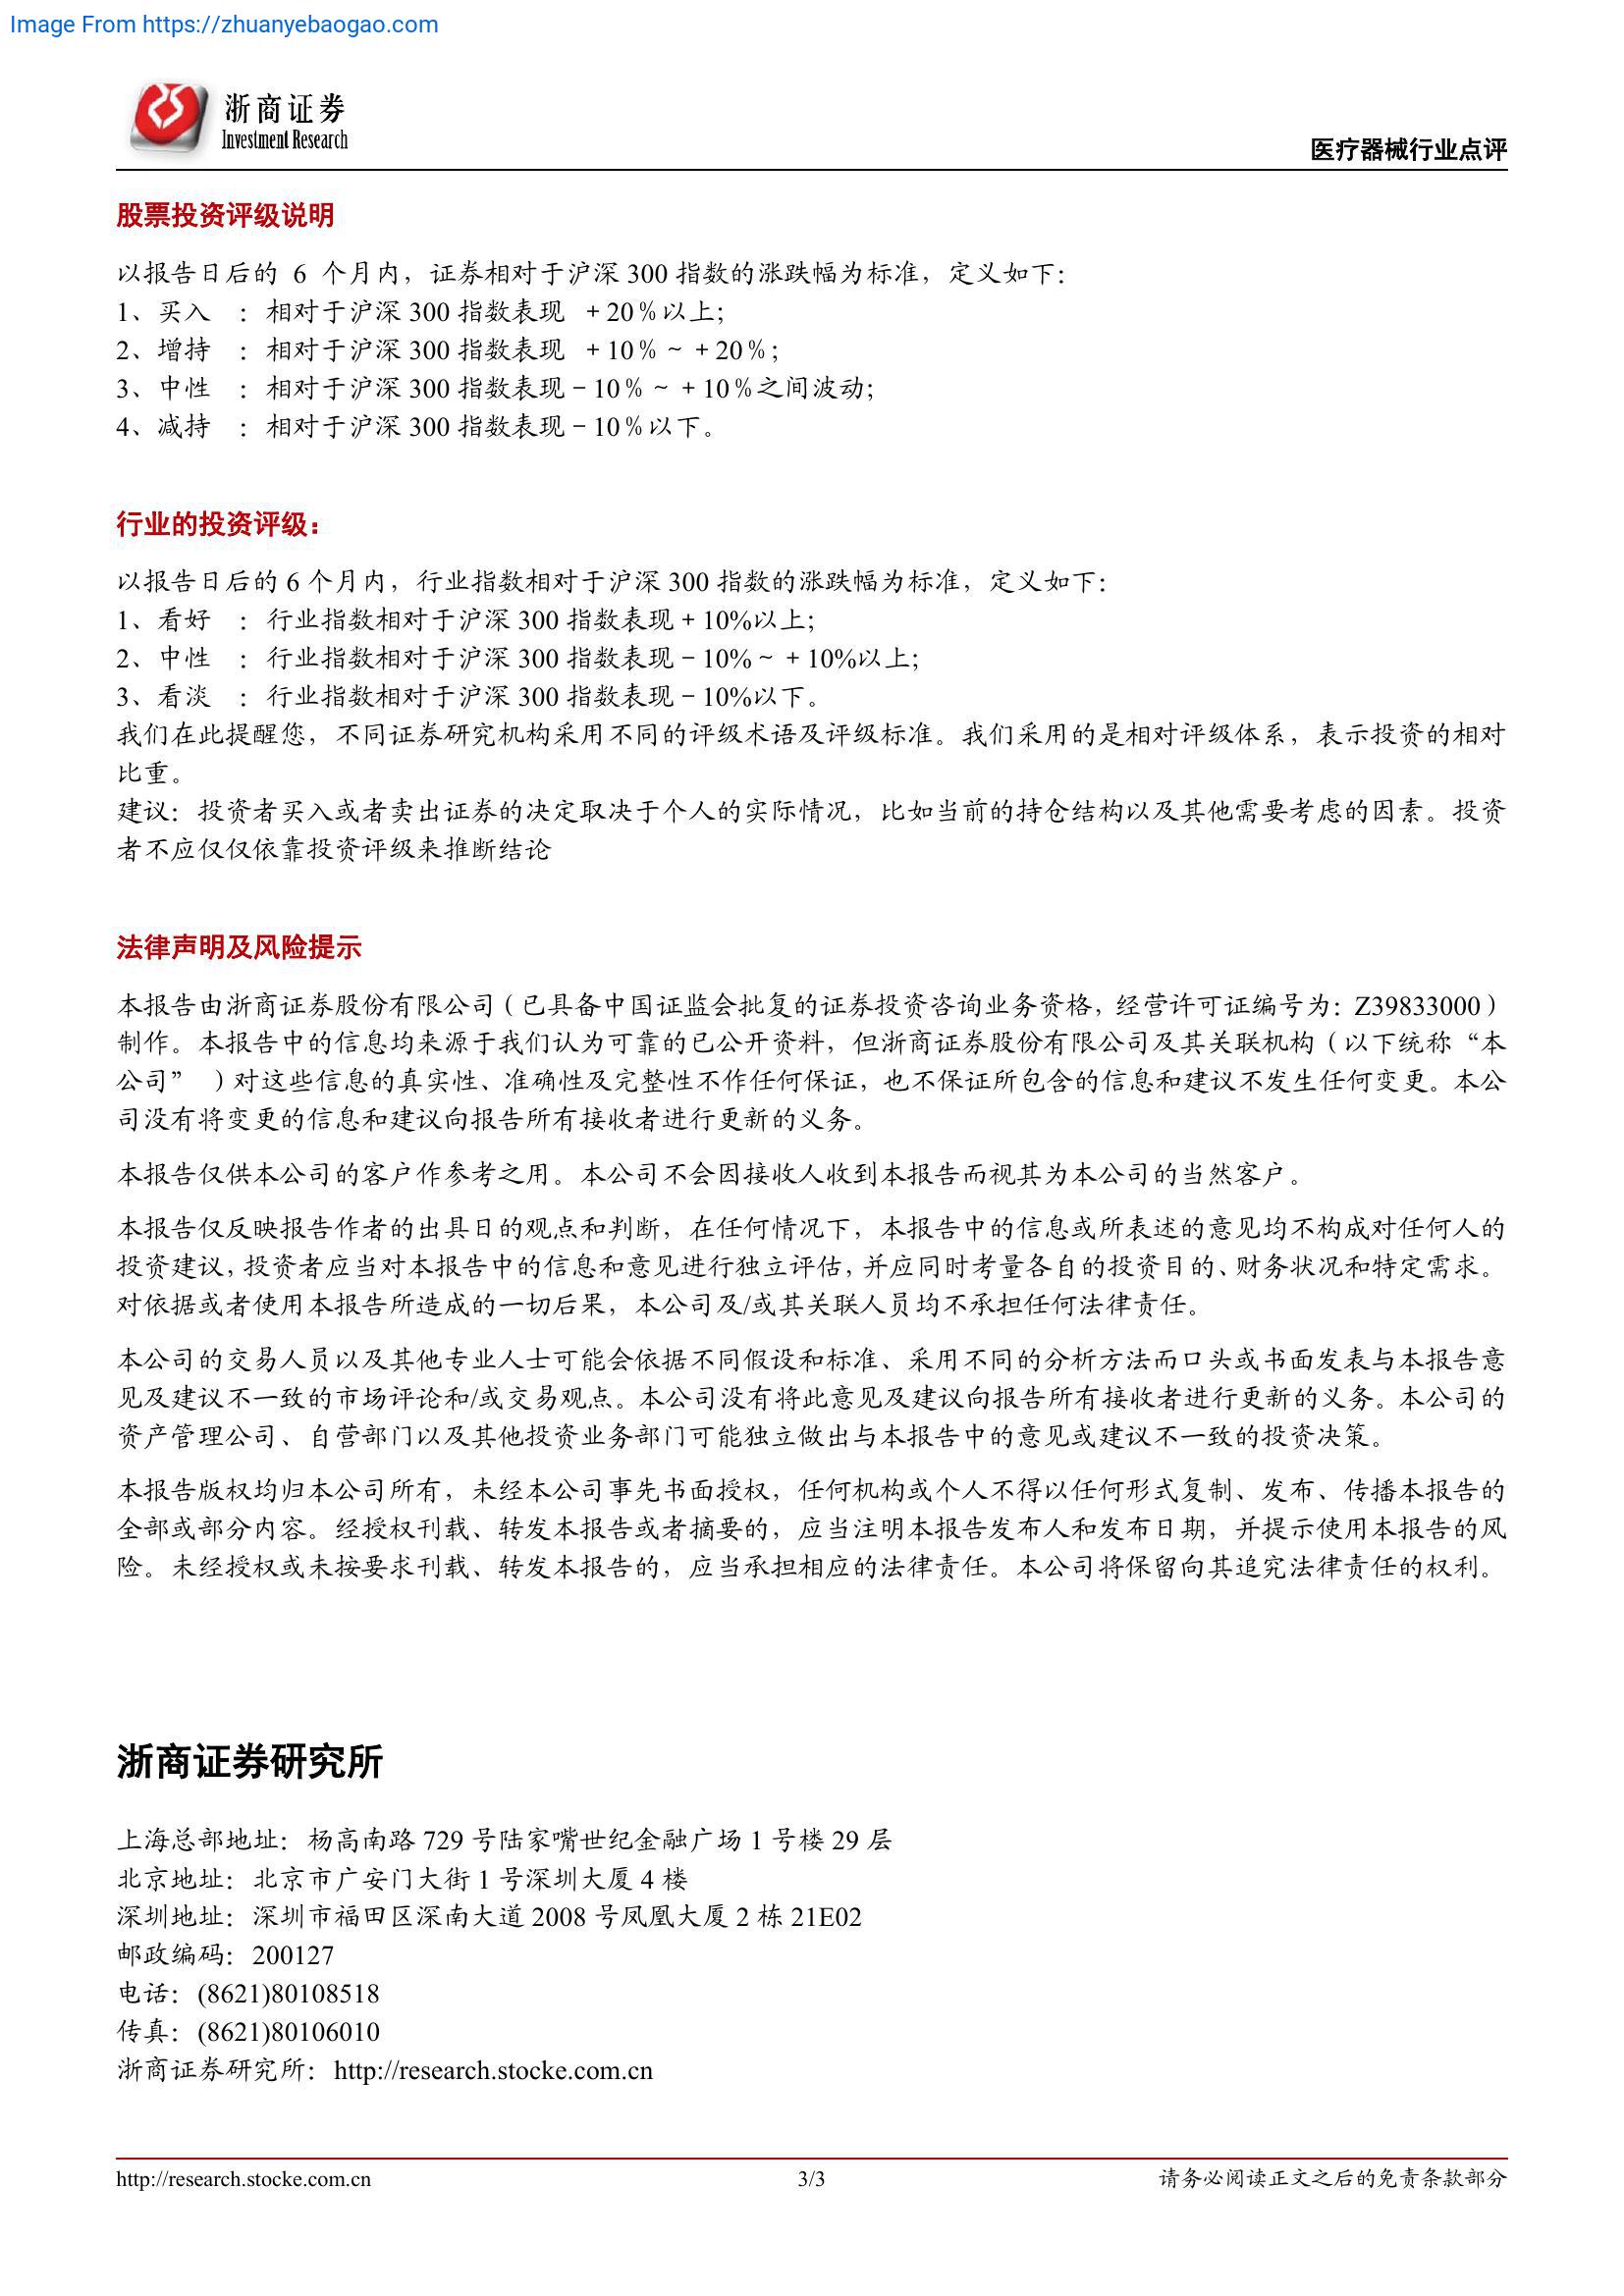 Image From https://zhuanyebaogao.com
浙商证券
Investment Research
医疗器械行业点评
股票投资评级说明
以报告日后的 6 个月内，证券相对于沪深 300 指数的涨跌幅为标准，定义如下：
1、买入 ：相对于沪深 300 指数表现 ＋20％以上；
2、增持 ：相对于沪深 300 指数表现 ＋10％～＋20％；
3、中性 ：相对于沪深 300 指数表现－10％～＋10％之间波动；
4、减持 ：相对于沪深 300 指数表现－10％以下。
行业的投资评级：
以报告日后的 6 个月内，行业指数相对于沪深 300 指数的涨跌幅为标准，定义如下：
1、看好 ：行业指数相对于沪深 300 指数表现＋10%以上；
2、中性 ：行业指数相对于沪深 300 指数表现－10%～＋10%以上；
3、看淡 ：行业指数相对于沪深 300 指数表现－10%以下。
我们在此提醒您，不同证券研究机构采用不同的评级术语及评级标准。我们采用的是相对评级体系，表示投资的相对
比重。
建议：投资者买入或者卖出证券的决定取决于个人的实际情况，比如当前的持仓结构以及其他需要考虑的因素。投资
者不应仅仅依靠投资评级来推断结论
法律声明及风险提示
本报告由浙商证券股份有限公司（已具备中国证监会批复的证券投资咨询业务资格，经营许可证编号为：Z39833000）
制作。本报告中的信息均来源于我们认为可靠的已公开资料，但浙商证券股份有限公司及其关联机构（以下统称“本
公司” ）对这些信息的真实性、准确性及完整性不作任何保证，也不保证所包含的信息和建议不发生任何变更。本公
司没有将变更的信息和建议向报告所有接收者进行更新的义务。
本报告仅供本公司的客户作参考之用。本公司不会因接收人收到本报告而视其为本公司的当然客户。
本报告仅反映报告作者的出具日的观点和判断，在任何情况下，本报告中的信息或所表述的意见均不构成对任何人的
投资建议，投资者应当对本报告中的信息和意见进行独立评估，并应同时考量各自的投资目的、财务状况和特定需求。
对依据或者使用本报告所造成的一切后果，本公司及/或其关联人员均不承担任何法律责任。
本公司的交易人员以及其他专业人士可能会依据不同假设和标准、采用不同的分析方法而口头或书面发表与本报告意
见及建议不一致的市场评论和/或交易观点。本公司没有将此意见及建议向报告所有接收者进行更新的义务。本公司的
资产管理公司、自营部门以及其他投资业务部门可能独立做出与本报告中的意见或建议不一致的投资决策。
本报告版权均归本公司所有，未经本公司事先书面授权，任何机构或个人不得以任何形式复制、发布、传播本报告的
全部或部分内容。经授权刊载、转发本报告或者摘要的，应当注明本报告发布人和发布日期，并提示使用本报告的风
险。未经授权或未按要求刊载、转发本报告的，应当承担相应的法律责任。本公司将保留向其追究法律责任的权利。
浙商证券研究所
上海总部地址：杨高南路 729 号陆家嘴世纪金融广场 1 号楼 29 层
北京地址：北京市广安门大街 1 号深圳大厦 4 楼
深圳地址：深圳市福田区深南大道 2008 号凤凰大厦 2 栋 21E02
邮政编码：200127
电话：(8621)80108518
传真：(8621)80106010
浙商证券研究所：http://research.stocke.com.cn
http://research.stocke.com.cn
3/3
请务必阅读正文之后的免责条款部分